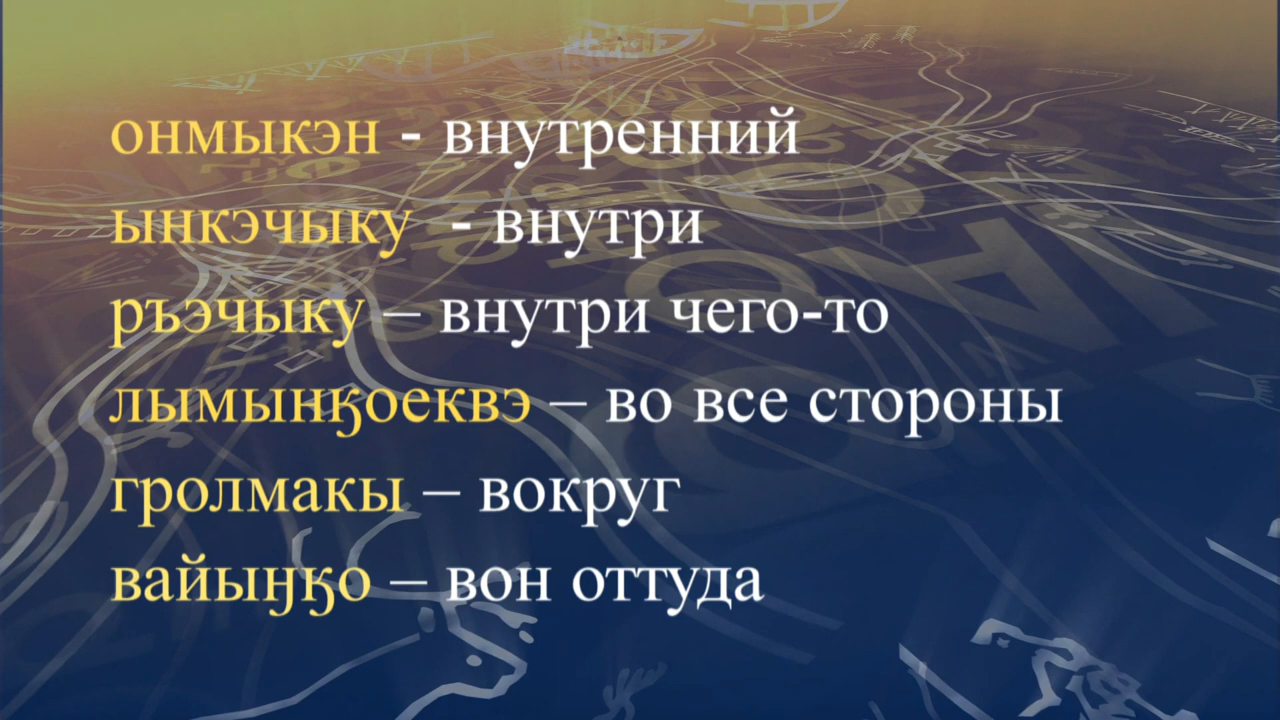 онмыкэн - внутренний
ынкэчыку - внутри
ръэчыку – внутри чего-то
лымынӄоеквэ – во все стороны
гролмакы – вокруг
вайыӈӄо – вон оттуда